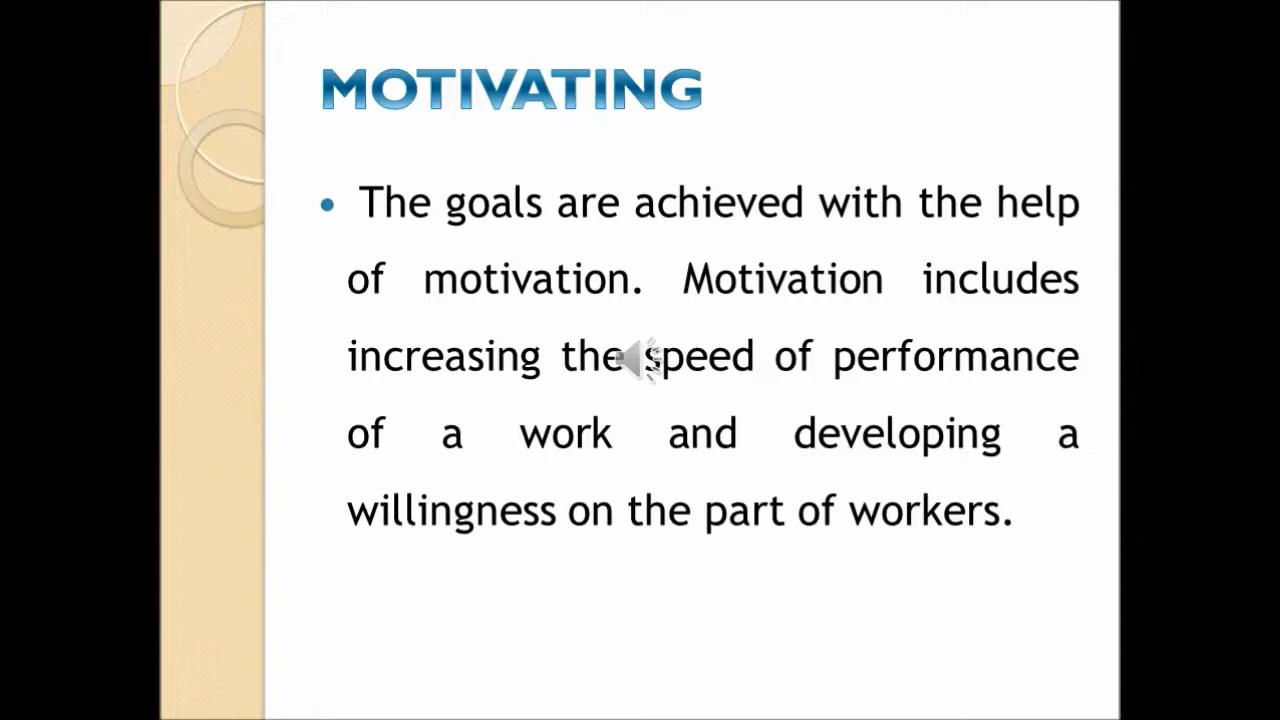 MOTIVATING
• The goals are achieved with the help
of motivation. Motivation includes
increasing the speed of performance
of a work and developing a
willingness on the part of workers.